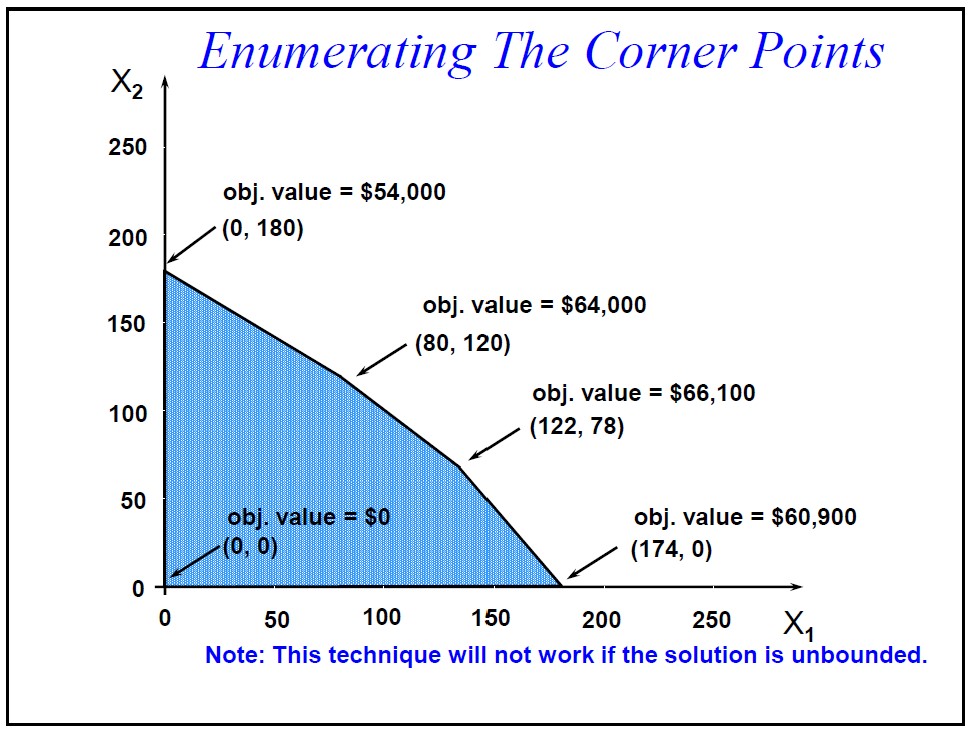 Enumerating The Corner Points
X2
250
obj. value = $54,000
200
(0, 180)
150
obj. value = $64,000
(80, 120)
100
obj. value = $66,100
(122, 78)
50
obj. value = $0
(0, 0)
obj. value = $60,900
(174, 0)
0
0 50 100 150 200 250 X1
Note: This technique will not work if the solution is unbounded.